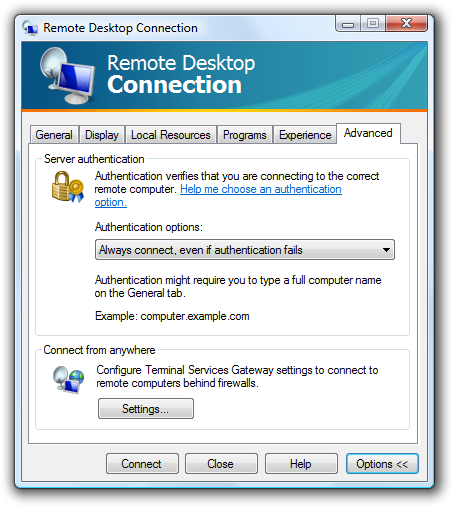 Remote Desktop Connection
Remote Desktop
Connection
General Display Local Resources Programs Experience Advanced
Server authentication
Authentication verifies that you are connecting to the correct
remote computer. Help me choose an authentication
option.
Authentication options:
Always connect, even if authentication fails
Authentication might require you to type a full computer name
on the General tab.
Example: computer.example.com
Connect from anywhere
Configure Terminal Services Gateway settings to connect to
remote computers behind firewalls.
Settings...
Connect Close Help Options <<